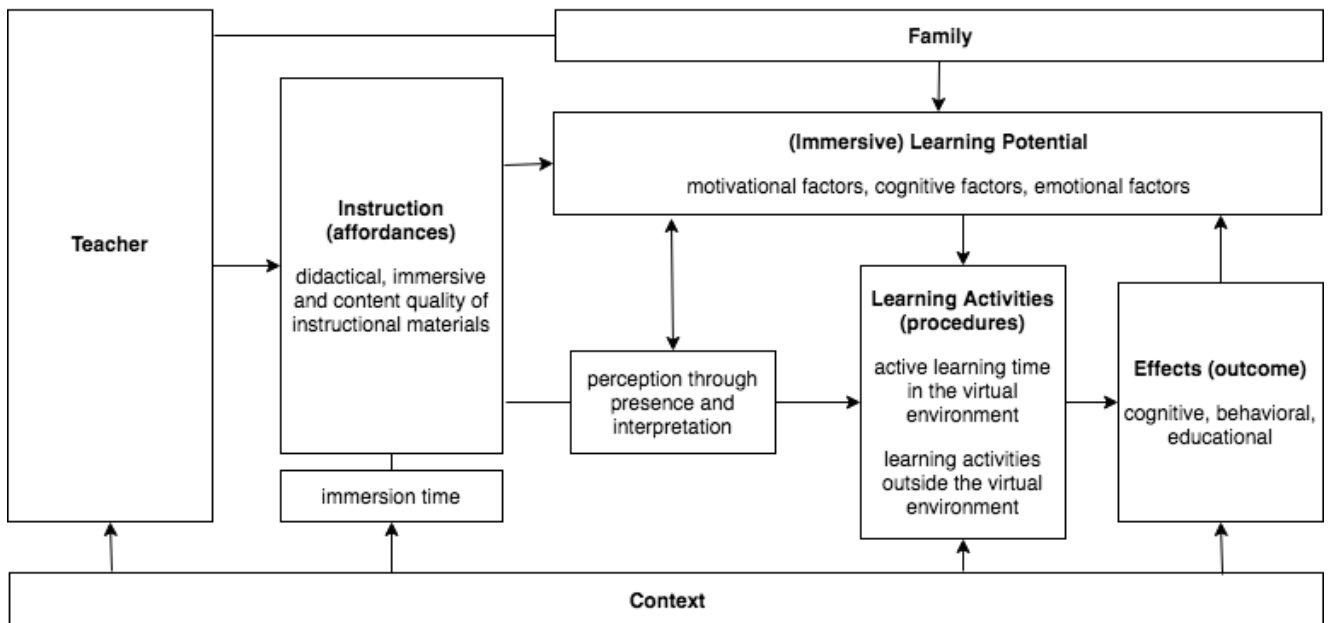 Family
Teacher
Instruction
(affordances)
didactical, immersive
and content quality of
instructional materials
immersion time
(Immersive) Learning Potential
motivational factors, cognitive factors, emotional factors
perception through
presence and
interpretation
Learning Activities
(procedures)
active learning time
in the virtual
environment
learning activities
outside the virtual
environment
Effects (outcome)
cognitive, behavioral,
educational
Context